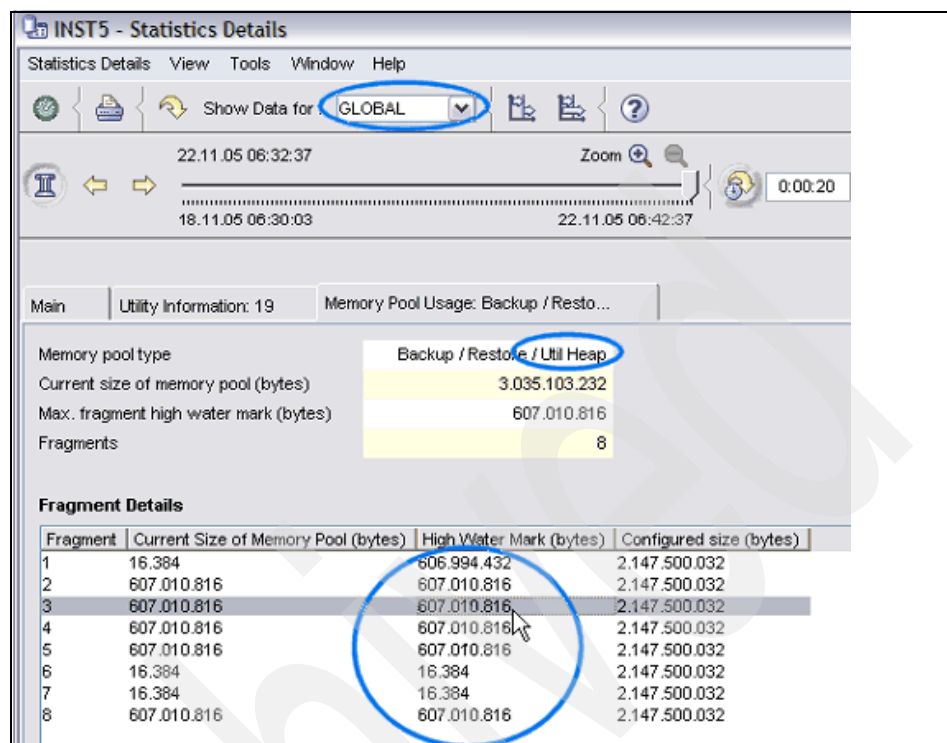 INST5 - Statistics Details
Statistics Details View Tools Window Help
Show Data for : GLOBAL
22.11.05 06:32:37 Zoom
0:00:20
18.11.05 06:30:03 22.11.05 06:42:37
Main Utility Information: 19 Memory Pool Usage: Backup / Resto...
Memory pool type Backup / Restore / Util Heap
Current size of memory pool (bytes) 3.035.103.232
Max. fragment high water mark (bytes) 607.010.816
Fragments 8
Fragment Details
Fragment Current Size of Memory Pool (bytes) High Water Mark (bytes) Configured size (bytes)
1 16.384 606.994.432 2.147.500.032
2 607.010.816 607.010.816 2.147.500.032
3 607.010.816 607.010.816 2.147.500.032
4 607.010.816 607.010.816 2.147.500.032
5 607.010.816 607.010.816 2.147.500.032
6 16.384 16.384 2.147.500.032
7 16.384 16.384 2.147.500.032
8 607.010.816 607.010.816 2.147.500.032